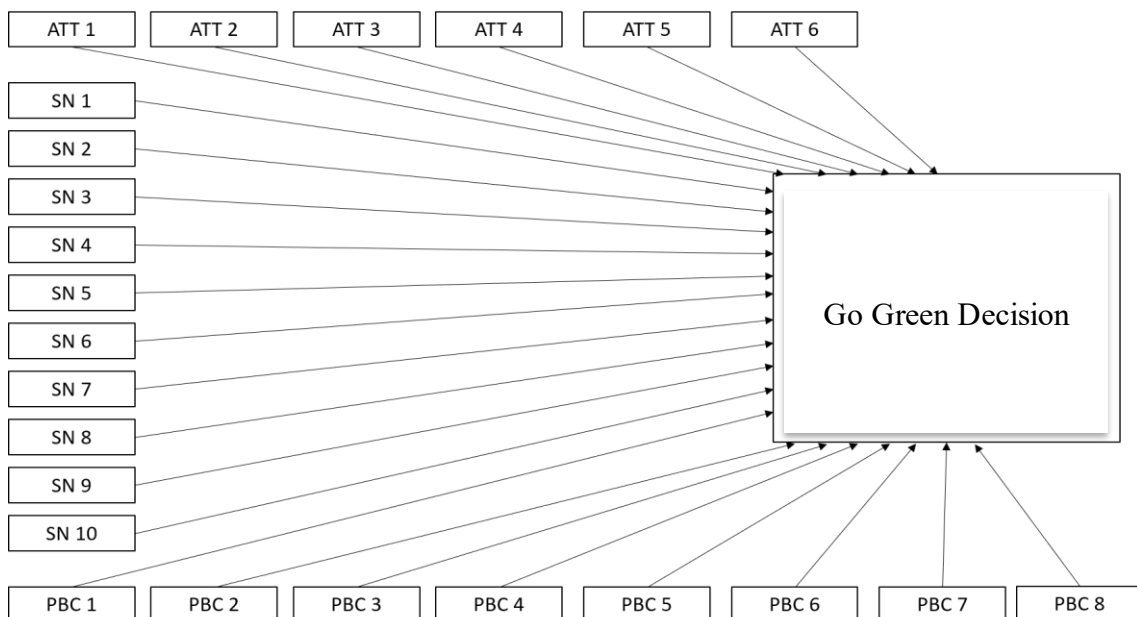 ATT 1
ATT 2
ATT 3
ATT 4
ATT 5
ATT 6
SN 1
SN 2
SN 3
SN 4
SN 5
SN 6
SN 7
SN 8
SN 9
SN 10
Go Green Decision
PBC 1
PBC 2
PBC 3
PBC 4
PBC 5
PBC 6
PBC 7
PBC 8